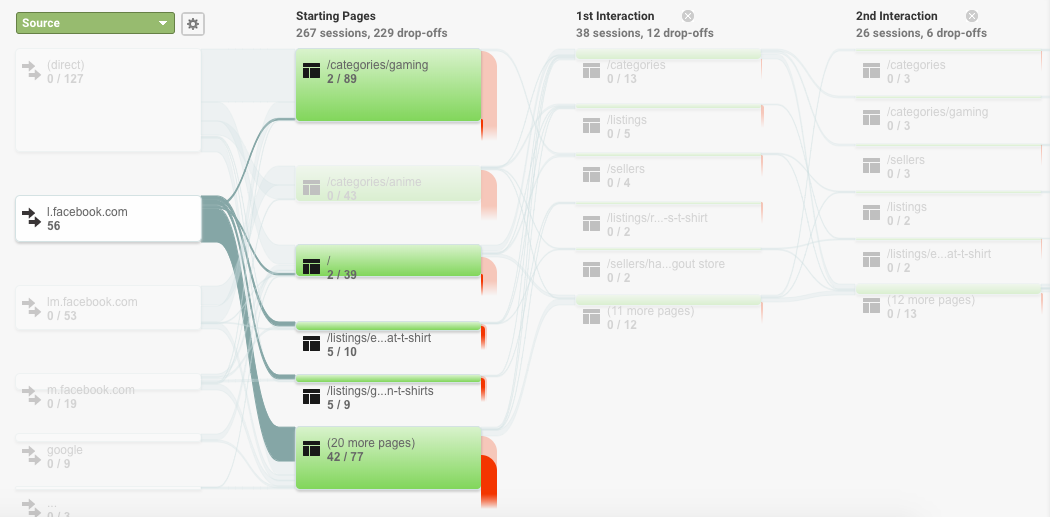 Source
Starting Pages
267 sessions, 229 drop-offs
1st Interaction
38 sessions, 12 drop-offs
2nd Interaction
26 sessions, 6 drop-offs
(direct)
0 / 127
l.facebook.com
56
lm.facebook.com
0 / 53
m.facebook.com
0 / 19
google
0 / 9
...
0 / 3
/categories/gaming
2 / 89
/categories/anime
0 / 43
/
2 / 39
/listings/e...at-t-shirt
5 / 10
/listings/g...n-t-shirts
5 / 9
(20 more pages)
42 / 77
/categories
0 / 13
/listings
0 / 5
/sellers
0 / 4
/listings/r...-s-t-shirt
0 / 2
/sellers/ha...gout store
0 / 2
(11 more pages)
0 / 12
/categories
0 / 3
/categories/gaming
0 / 3
/sellers
0 / 3
/listings
0 / 2
/listings/e...at-t-shirt
0 / 2
(12 more pages)
0 / 13